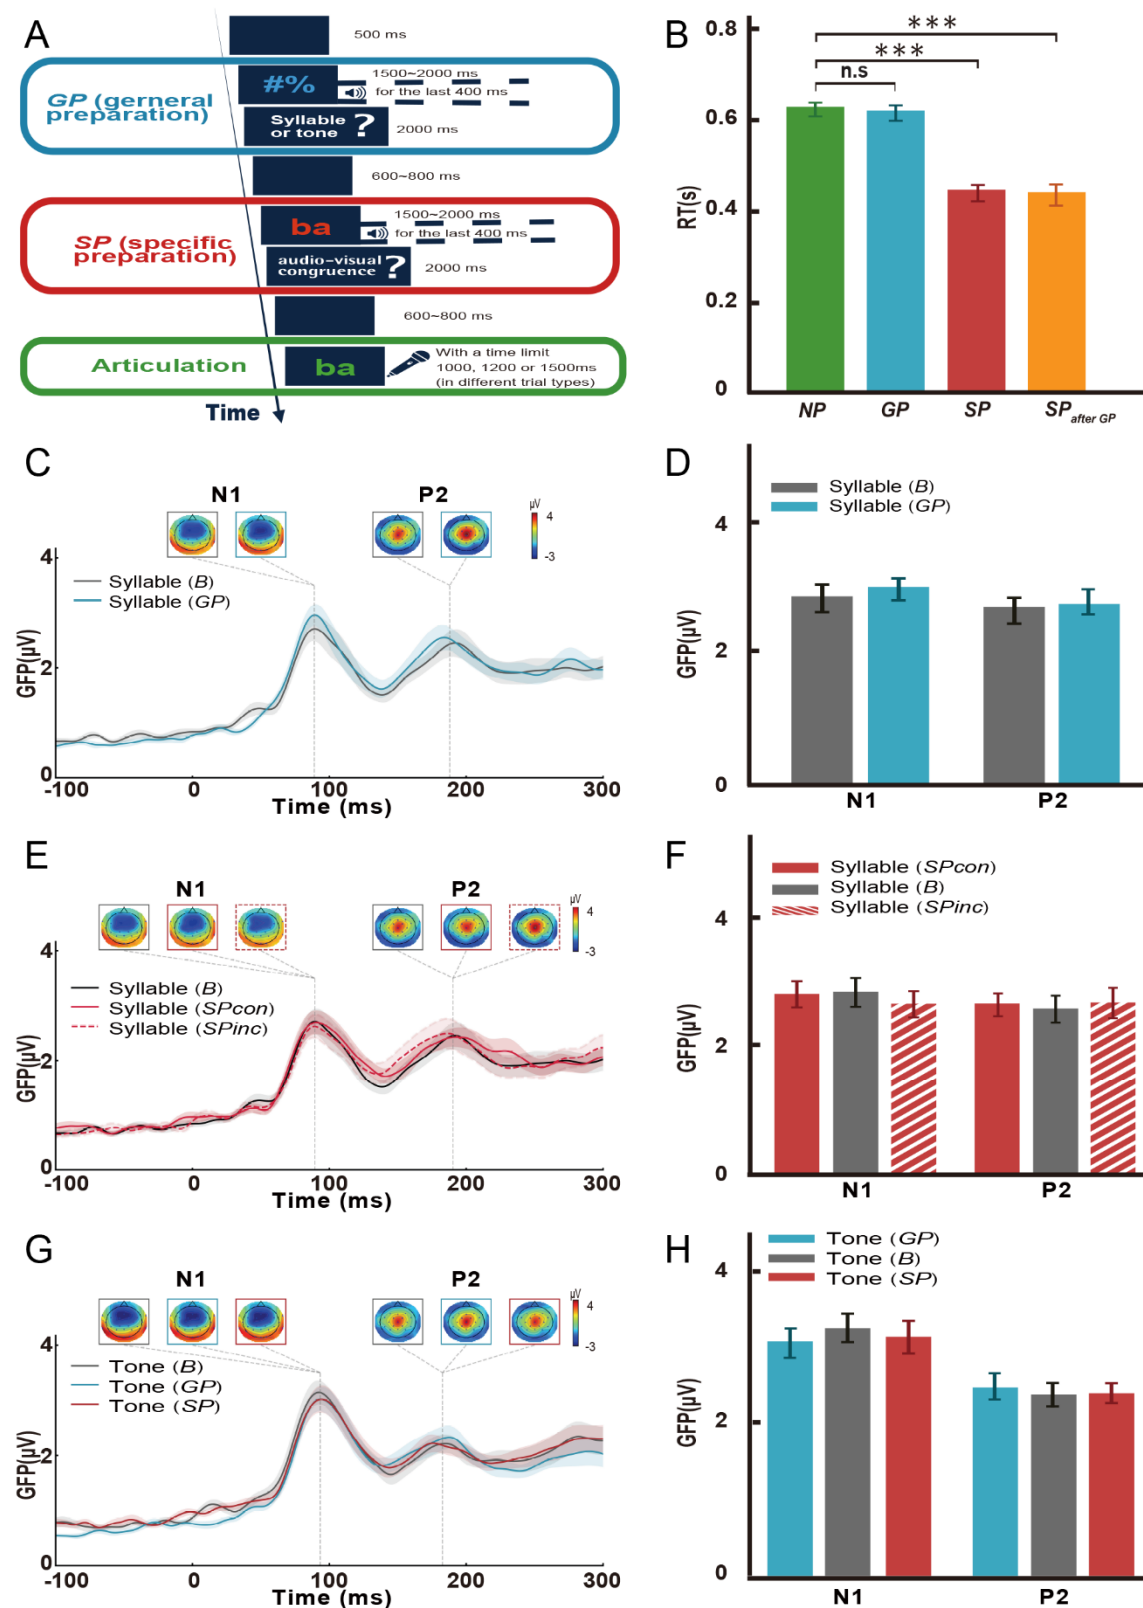 A
500 ms
GP (gerneral
preparation)
#%
1500~2000 ms
for the last 400 ms
Syllable
or tone ?
2000 ms
600~800 ms
SP (specific
preparation)
ba
1500~2000 ms
for the last 400 ms
audio-visual
congruence ?
2000 ms
600~800 ms
Articulation
ba
With a time limit
1000, 1200 or 1500ms
(in different trial types)
Time
B
0.8
0.6
0.4
0.2
0
RT(s)
***
***
n.s
NP GP SP SP after GP
C
N1 P2
µV
4
-3
Syllable (B)
Syllable (GP)
GFP(µV)
4
2
0
-100 0 100 200 300
Time (ms)
D
Syllable (B)
Syllable (GP)
GFP(µV)
4
2
0
N1 P2
E
N1 P2
µV
4
-3
Syllable (B)
Syllable (SPcon)
Syllable (SPinc)
GFP(µV)
4
2
0
-100 0 100 200 300
Time (ms)
F
Syllable (SPcon)
Syllable (B)
Syllable (SPinc)
GFP(µV)
4
2
0
N1 P2
G
N1 P2
µV
4
-3
Tone (B)
Tone (GP)
Tone (SP)
GFP(µV)
4
2
0
-100 0 100 200 300
Time (ms)
H
Tone (GP)
Tone (B)
Tone (SP)
GFP(µV)
4
2
0
N1 P2